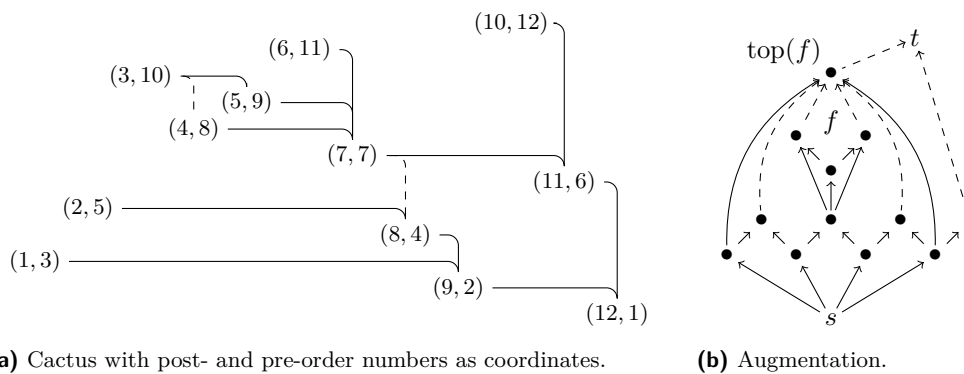 (10, 12)
(6, 11)
(3, 10)
(5, 9)
(4, 8)
(7, 7)
(11, 6)
(2, 5)
(8, 4)
(1, 3)
(9, 2)
(12, 1)
t
top(f)
f
s
a) Cactus with post- and pre-order numbers as coordinates.
(b) Augmentation.